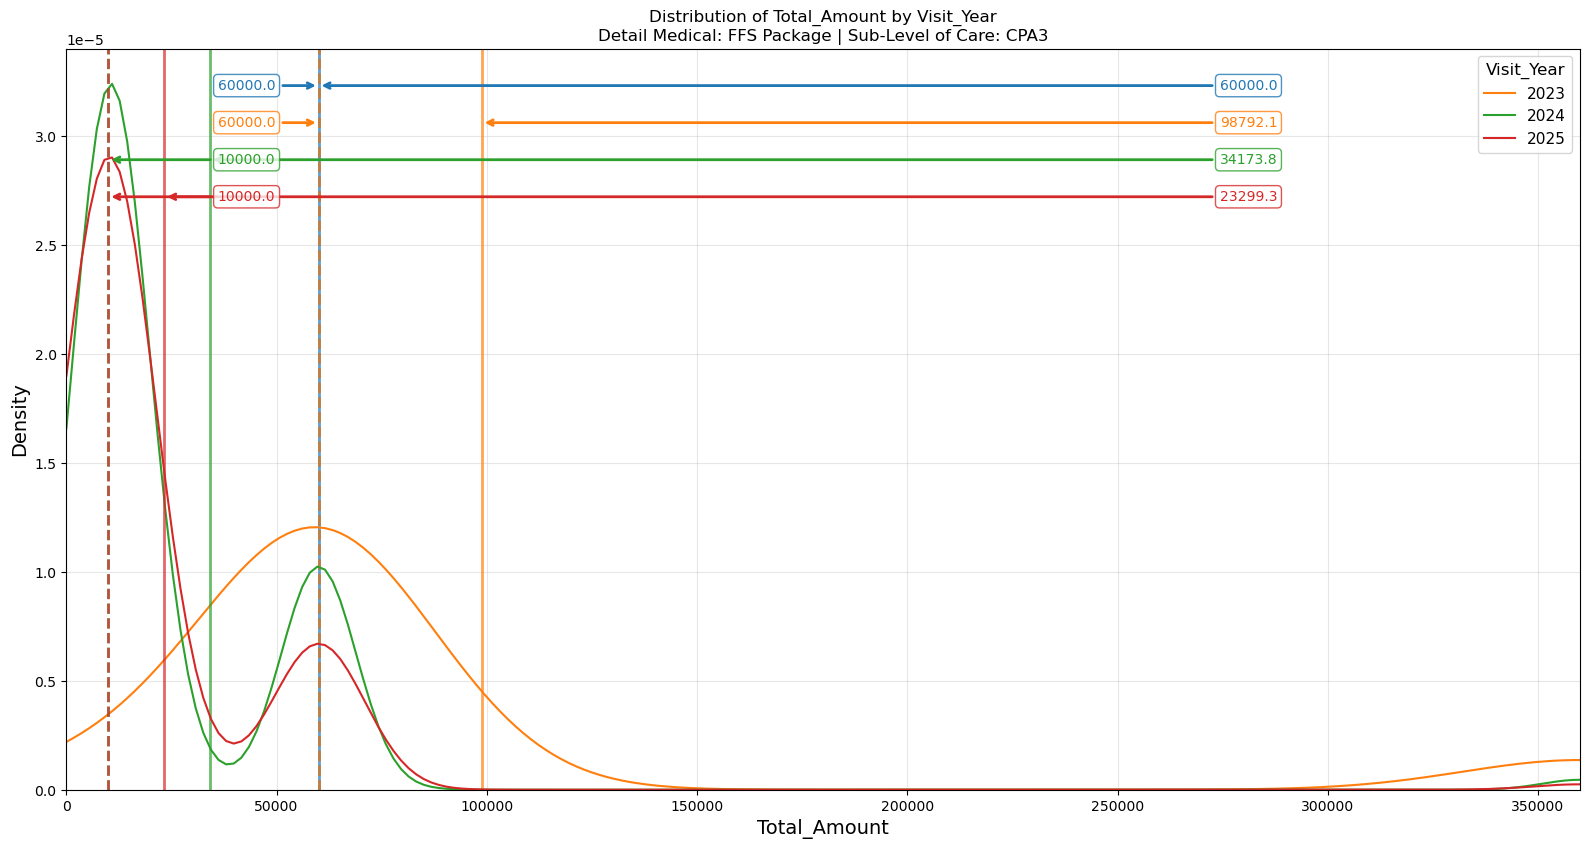 Distribution of Total_Amount by Visit_Year
Detail Medical: FFS Package | Sub-Level of Care: CPA3
1e−5
60000.0 60000.0
60000.0 98792.1
10000.0 34173.8
10000.0 23299.3
Visit_Year
2023
2024
2025
3.0
2.5
2.0
1.5
1.0
0.5
0.0
Density
0 50000 100000 150000 200000 250000 300000 350000
Total_Amount